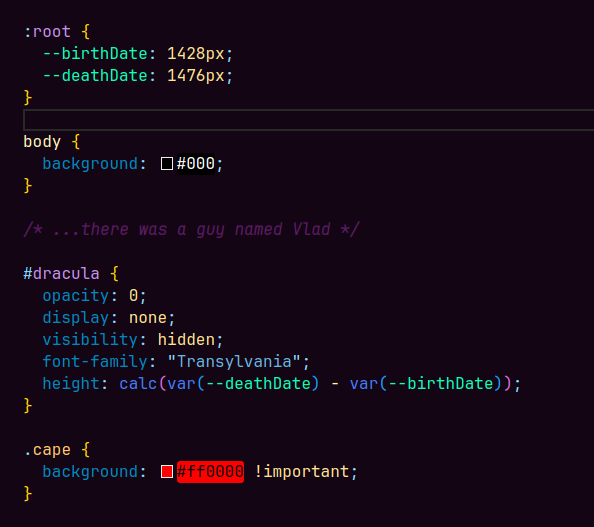 :root {
  --birthDate: 1428px;
  --deathDate: 1476px;
}

body {
  background: #000;
}

/* ...there was a guy named Vlad */

#dracula {
  opacity: 0;
  display: none;
  visibility: hidden;
  font-family: "Transylvania";
  height: calc(var(--deathDate) - var(--birthDate));
}

.cape {
  background: #ff0000 !important;
}